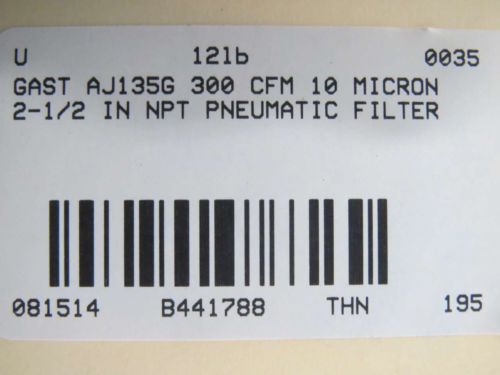 U 12lb 0035
GAST AJ135G 300 CFM 10 MICRON
2-1/2 IN NPT PNEUMATIC FILTER
081514 B441788 THN 195